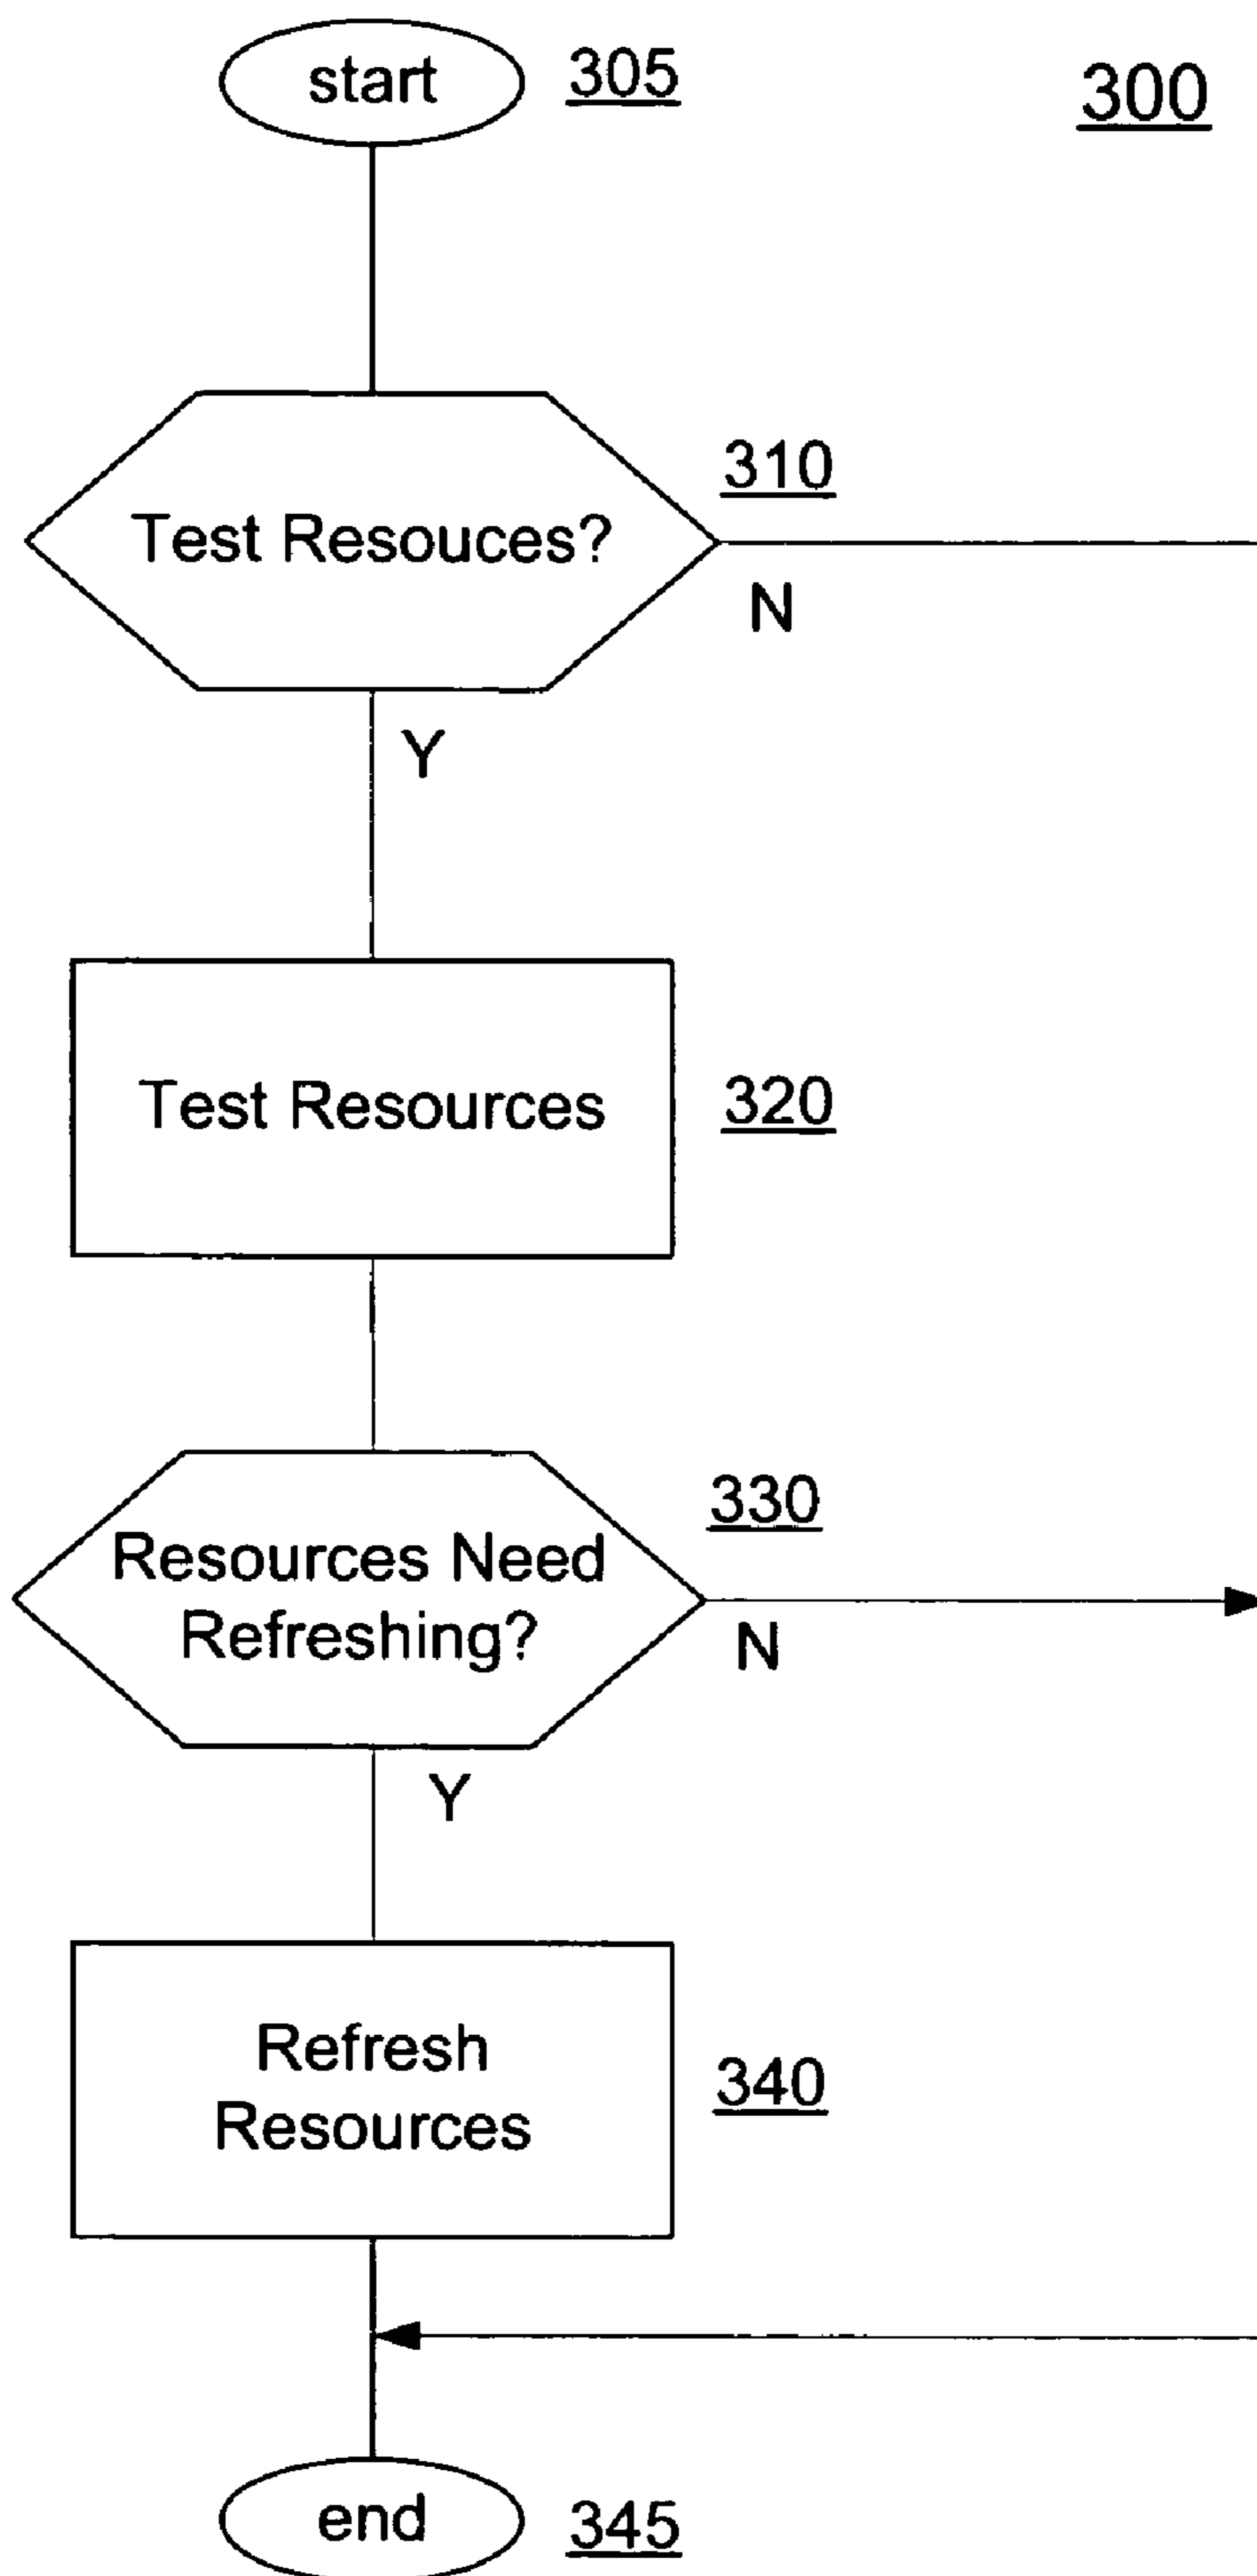 start 305
300
310
Test Resouces?
N
Y
Test Resources 320
330
Resources Need
Refreshing?
N
Y
Refresh
Resources
340
end 345